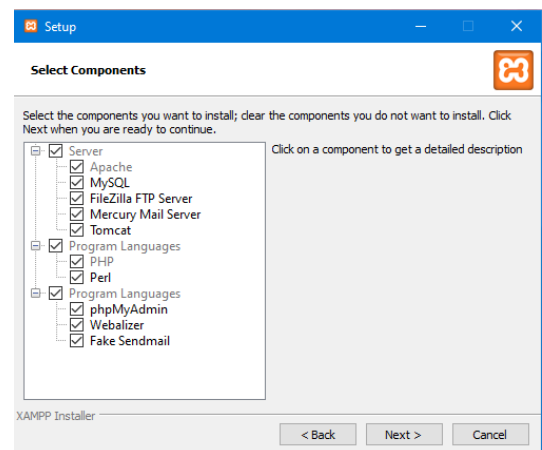 Setup
Select Components
Select the components you want to install; clear the components you do not want to install. Click
Next when you are ready to continue.
Server
Apache
MySQL
FileZilla FTP Server
Mercury Mail Server
Tomcat
Program Languages
PHP
Perl
Program Languages
phpMyAdmin
Webalizer
Fake Sendmail
Click on a component to get a detailed description
XAMPP Installer
< Back
Next >
Cancel